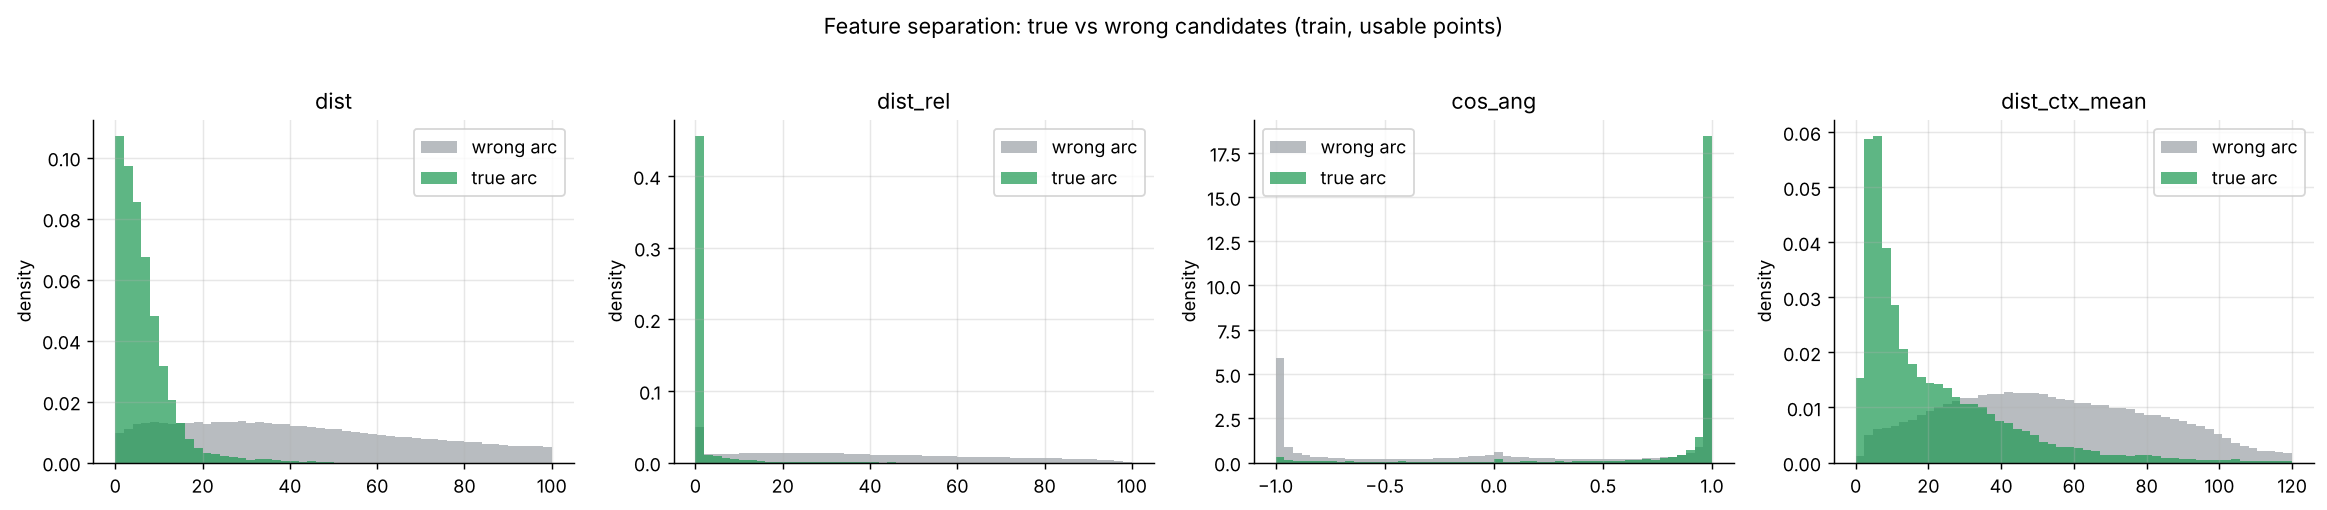 Feature separation: true vs wrong candidates (train, usable points)
dist
density
0.10
0.08
0.06
0.04
0.02
0.00
0 20 40 60 80 100
wrong arc
true arc
dist_rel
density
0.4
0.3
0.2
0.1
0.0
0 20 40 60 80 100
wrong arc
true arc
cos_ang
density
17.5
15.0
12.5
10.0
7.5
5.0
2.5
0.0
−1.0 −0.5 0.0 0.5 1.0
wrong arc
true arc
dist_ctx_mean
density
0.06
0.05
0.04
0.03
0.02
0.01
0.00
0 20 40 60 80 100 120
wrong arc
true arc